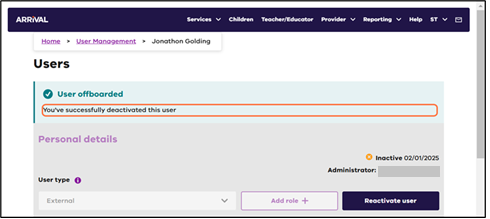 ARRIVAL Services Children Teacher/Educator Provider Reporting Help ST
Home > User Management > Jonathon Golding
Users
User offboarded
You've successfully deactivated this user
Personal details
Inactive 02/01/2025
Administrator:
User type
External Add role + Reactivate user